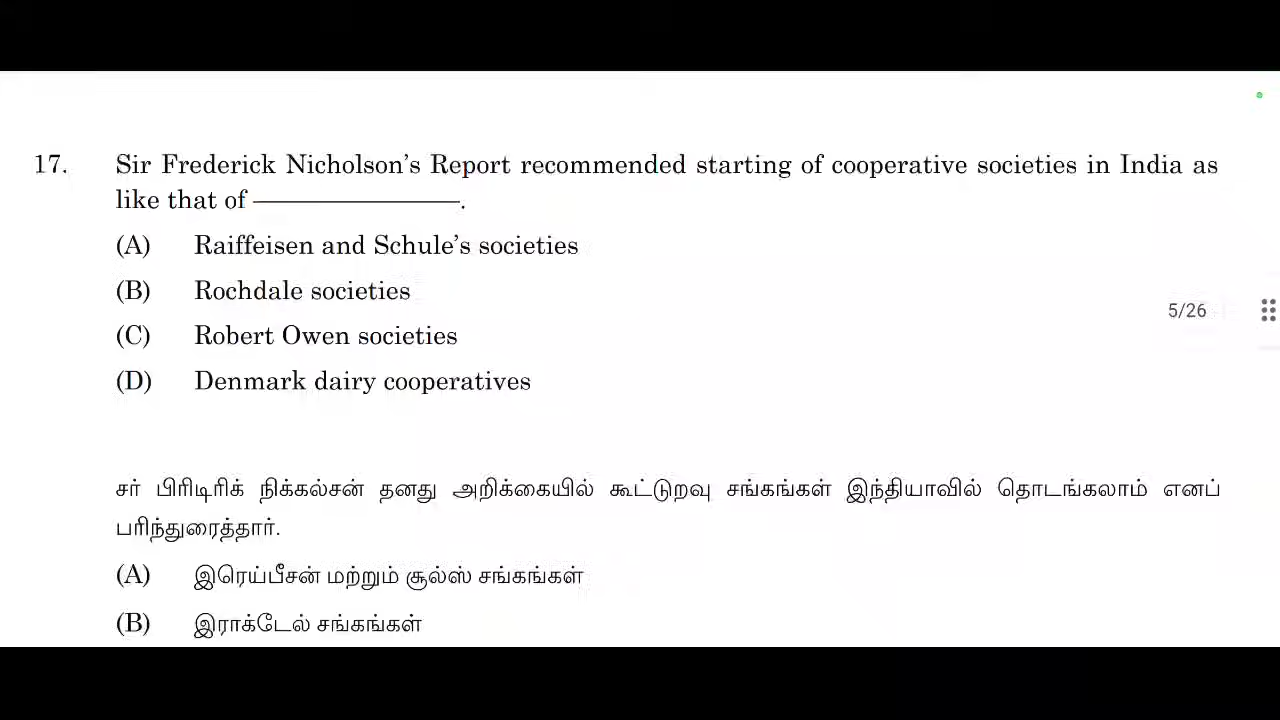 17. Sir Frederick Nicholson's Report recommended starting of cooperative societies in India as
like that of ———————.
(A) Raiffeisen and Schule's societies
(B) Rochdale societies
5/26
(C) Robert Owen societies
(D) Denmark dairy cooperatives
சர் பிரிடிரிக் நிக்கல்சன் தனது அறிக்கையில் கூட்டுறவு சங்கங்கள் இந்தியாவில் தொடங்கலாம் எனப்
பரிந்துரைத்தார்.
(A) இரெய்பீசன் மற்றும் சூல்ஸ் சங்கங்கள்
(B) இராக்டேல் சங்கங்கள்